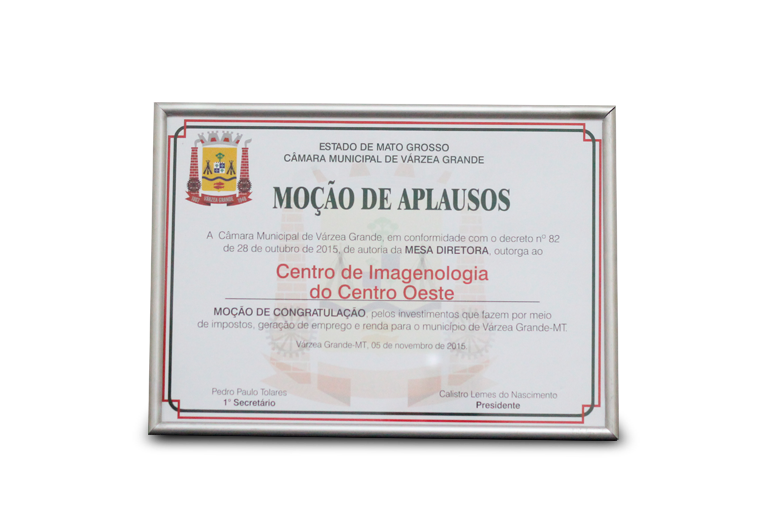 ESTADO DE MATO GROSSO
CÂMARA MUNICIPAL DE VÁRZEA GRANDE
MOÇÃO DE APLAUSOS
A Câmara Municipal de Várzea Grande, em conformidade com o decreto nº 82
de 28 de outubro de 2015, de autoria da MESA DIRETORA, outorga ao
Centro de Imagenologia
do Centro Oeste
MOÇÃO DE CONGRATULAÇÃO, pelos investimentos que fazem por meio
de impostos, geração de emprego e renda para o município de Várzea Grande-MT.
Várzea Grande-MT, 05 de novembro de 2015.
Pedro Paulo Tolares
1º Secretário
Calistro Lemes do Nascimento
Presidente
VÁRZEA GRANDE